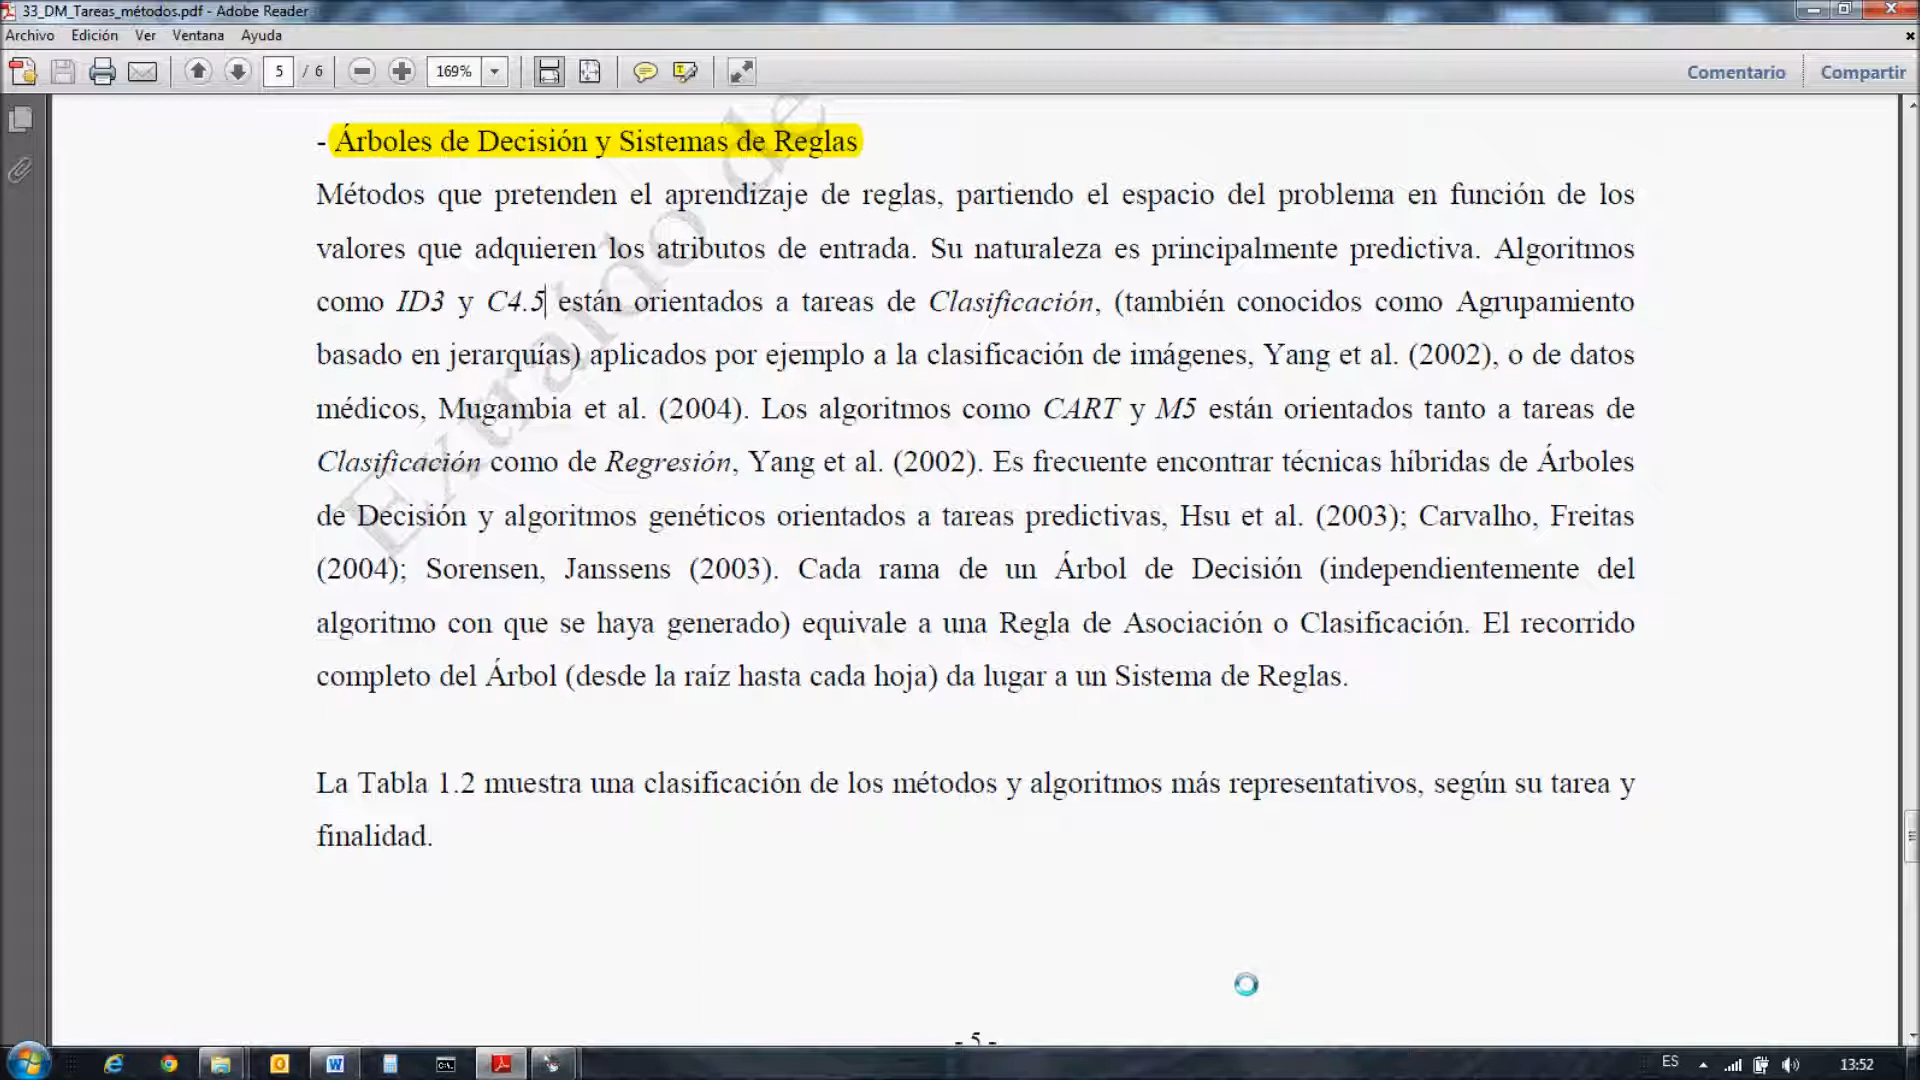 33_DM_Tareas_métodos.pdf - Adobe Reader
Archivo Edición Ver Ventana Ayuda
5 / 6 169% Comentario Compartir
- Árboles de Decisión y Sistemas de Reglas
Métodos que pretenden el aprendizaje de reglas, partiendo el espacio del problema en función de los
valores que adquieren los atributos de entrada. Su naturaleza es principalmente predictiva. Algoritmos
como ID3 y C4.5 están orientados a tareas de Clasificación, (también conocidos como Agrupamiento
basado en jerarquías) aplicados por ejemplo a la clasificación de imágenes, Yang et al. (2002), o de datos
médicos, Mugambia et al. (2004). Los algoritmos como CART y M5 están orientados tanto a tareas de
Clasificación como de Regresión, Yang et al. (2002). Es frecuente encontrar técnicas híbridas de Árboles
de Decisión y algoritmos genéticos orientados a tareas predictivas, Hsu et al. (2003); Carvalho, Freitas
(2004); Sorensen, Janssens (2003). Cada rama de un Árbol de Decisión (independientemente del
algoritmo con que se haya generado) equivale a una Regla de Asociación o Clasificación. El recorrido
completo del Árbol (desde la raíz hasta cada hoja) da lugar a un Sistema de Reglas.
La Tabla 1.2 muestra una clasificación de los métodos y algoritmos más representativos, según su tarea y
finalidad.
Extraído de
- 5 -
ES 13:52